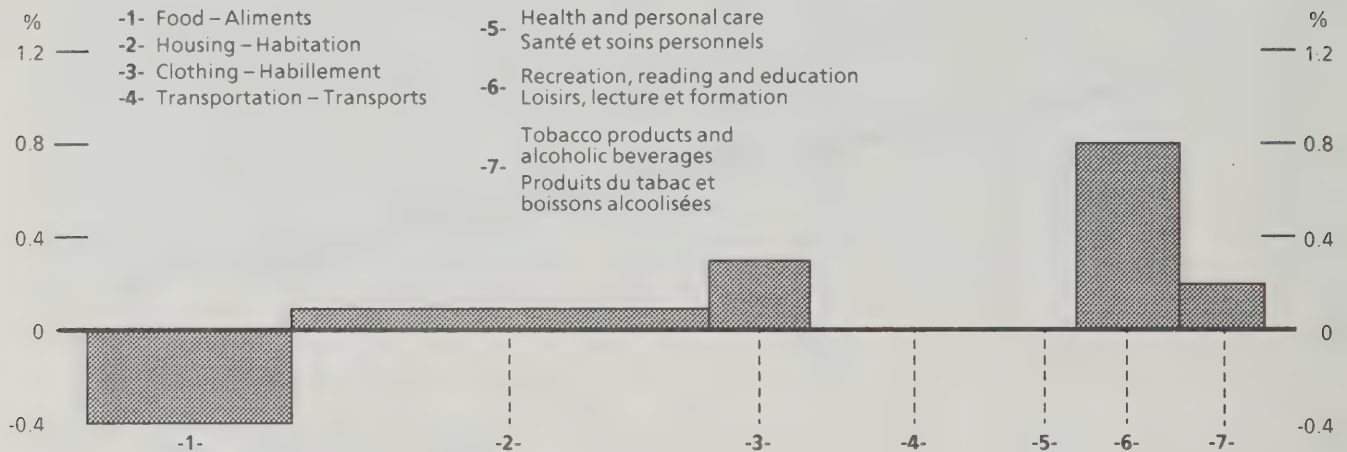 %
1.2
0.8
0.4
0
-0.4
-1- Food – Aliments
-2- Housing – Habitation
-3- Clothing – Habillement
-4- Transportation – Transports
-5- Health and personal care
Santé et soins personnels
-6- Recreation, reading and education
Loisirs, lecture et formation
-7- Tobacco products and
alcoholic beverages
Produits du tabac et
boissons alcoolisées
%
1.2
0.8
0.4
0
-0.4
-1- -2- -3- -4- -5- -6- -7-